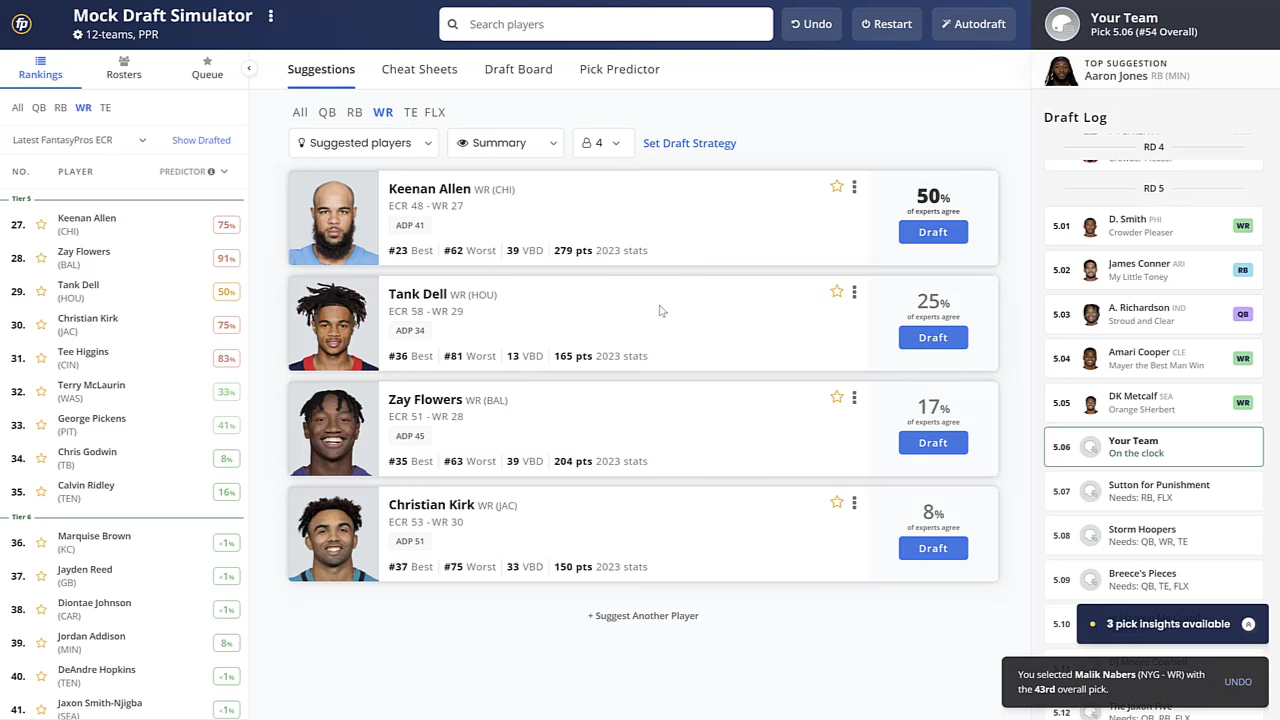 fp
Mock Draft Simulator
12-teams, PPR
Search players
Undo
Restart
Autodraft
Your Team
Pick 5.06 (#54 Overall)
TOP SUGGESTION
Aaron Jones RB (MIN)
Rankings
Rosters
Queue
All QB RB WR TE
Latest FantasyPros ECR
Show Drafted
NO. PLAYER PREDICTOR
Tier 5
27. Keenan Allen (CHI) 75%
28. Zay Flowers (BAL) 91%
29. Tank Dell (HOU) 50%
30. Christian Kirk (JAC) 75%
31. Tee Higgins (CIN) 83%
32. Terry McLaurin (WAS) 33%
33. George Pickens (PIT) 41%
34. Chris Godwin (TB) 8%
35. Calvin Ridley (TEN) 16%
Tier 6
36. Marquise Brown (KC) <1%
37. Jayden Reed (GB) <1%
38. Diontae Johnson (CAR) <1%
39. Jordan Addison (MIN) 8%
40. DeAndre Hopkins (TEN) <1%
41. Jaxon Smith-Njigba (SEA) <1%
Suggestions
Cheat Sheets
Draft Board
Pick Predictor
All QB RB WR TE FLX
Suggested players
Summary
4
Set Draft Strategy
Keenan Allen WR (CHI)
ECR 48 - WR 27
ADP 41
#23 Best #62 Worst 39 VBD 279 pts 2023 stats
50%
of experts agree
Draft
Tank Dell WR (HOU)
ECR 58 - WR 29
ADP 34
#36 Best #81 Worst 13 VBD 165 pts 2023 stats
25%
of experts agree
Draft
Zay Flowers WR (BAL)
ECR 51 - WR 28
ADP 45
#35 Best #63 Worst 39 VBD 204 pts 2023 stats
17%
of experts agree
Draft
Christian Kirk WR (JAC)
ECR 53 - WR 30
ADP 51
#37 Best #75 Worst 33 VBD 150 pts 2023 stats
8%
of experts agree
Draft
+ Suggest Another Player
Draft Log
RD 4
Crowder Pleaser
RD 5
5.01 D. Smith PHI WR
Crowder Pleaser
5.02 James Conner ARI RB
My Little Toney
5.03 A. Richardson IND QB
Stroud and Clear
5.04 Amari Cooper CLE WR
Mayer the Best Man Win
5.05 DK Metcalf SEA WR
Orange SHerbert
5.06 Your Team
On the clock
5.07 Sutton for Punishment
Needs: RB, FLX
5.08 Storm Hoopers
Needs: QB, WR, TE
5.09 Breece's Pieces
Needs: QB, TE, FLX
5.10
3 pick insights available
You selected Malik Nabers (NYG - WR) with
the 43rd overall pick.
UNDO
5.12
Needs: QB, RB, FLX